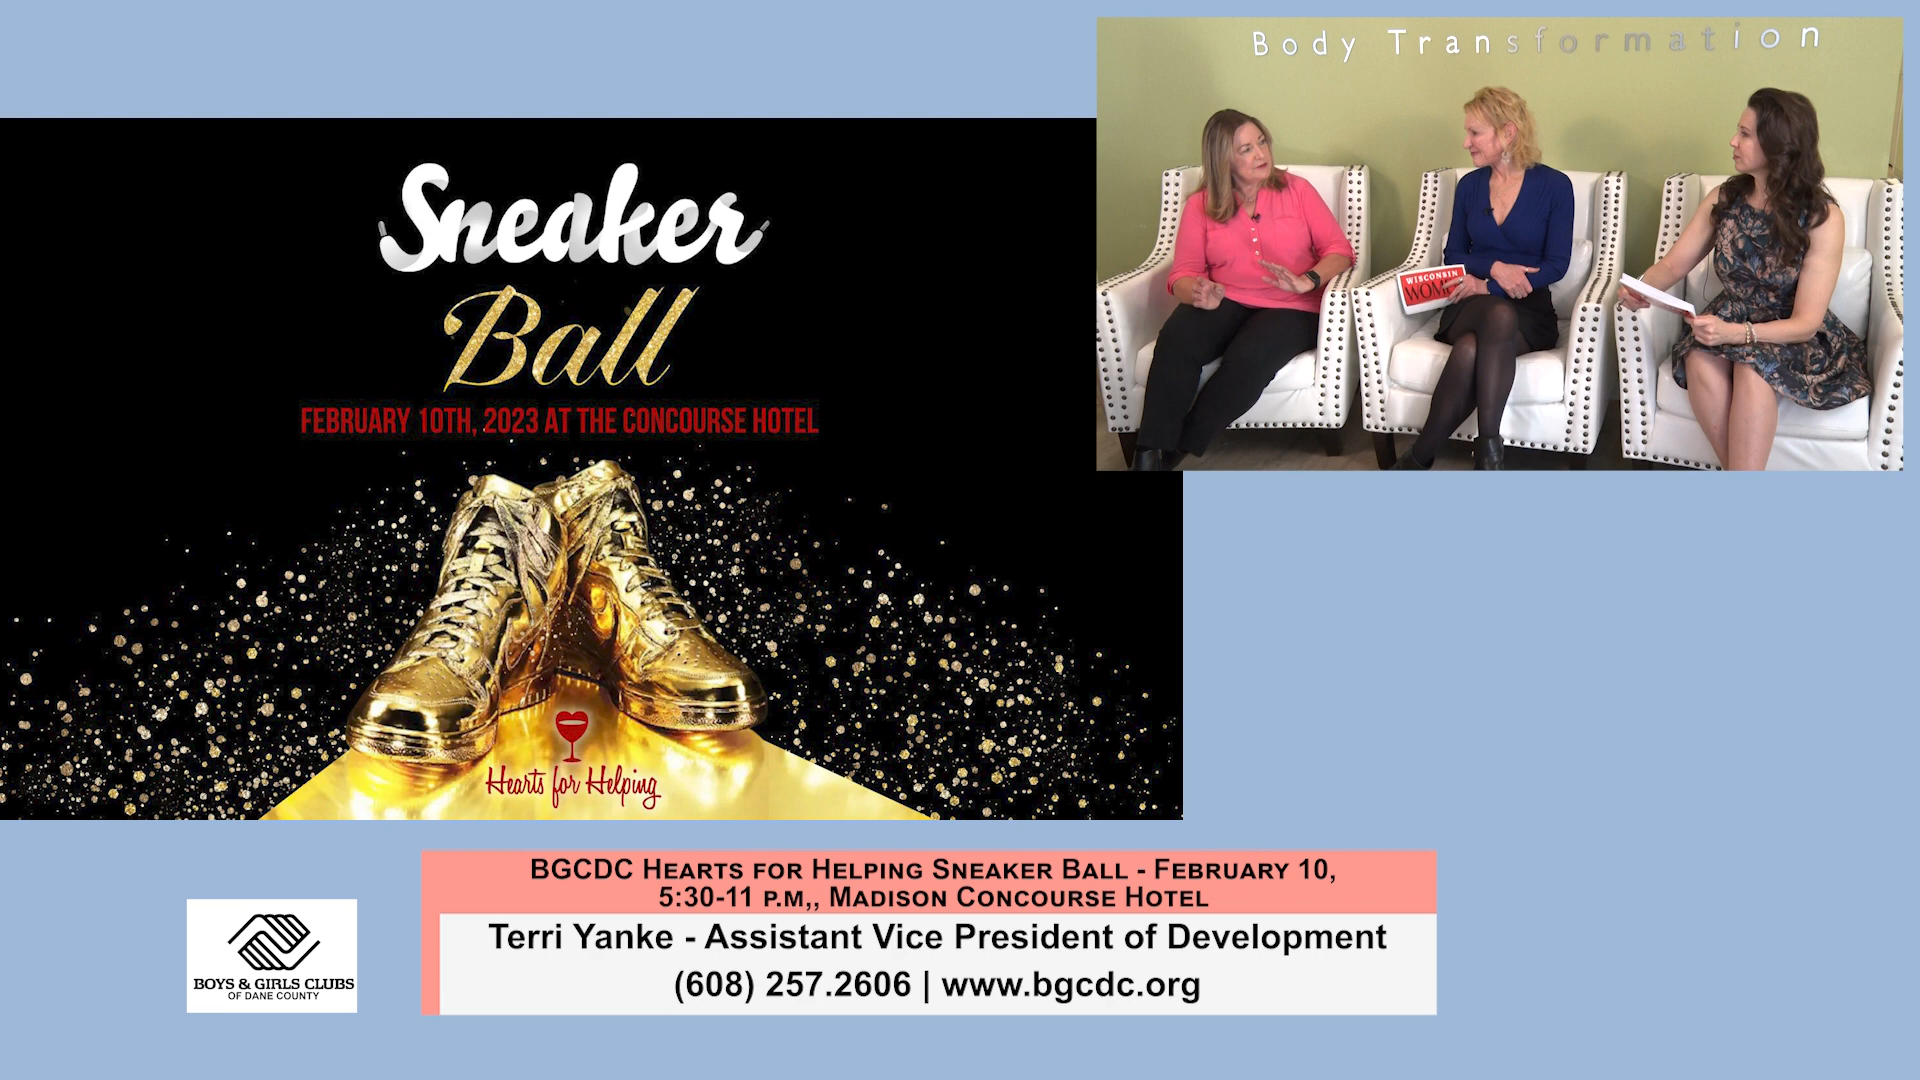 Body Transformation
Sneaker
Ball
FEBRUARY 10TH, 2023 AT THE CONCOURSE HOTEL
WISCONSIN
Hearts for Helping
BGCDC Hearts for Helping Sneaker Ball - February 10,
5:30-11 p.m,, Madison Concourse Hotel
Terri Yanke - Assistant Vice President of Development
(608) 257.2606 | www.bgcdc.org
BOYS & GIRLS CLUBS
OF DANE COUNTY